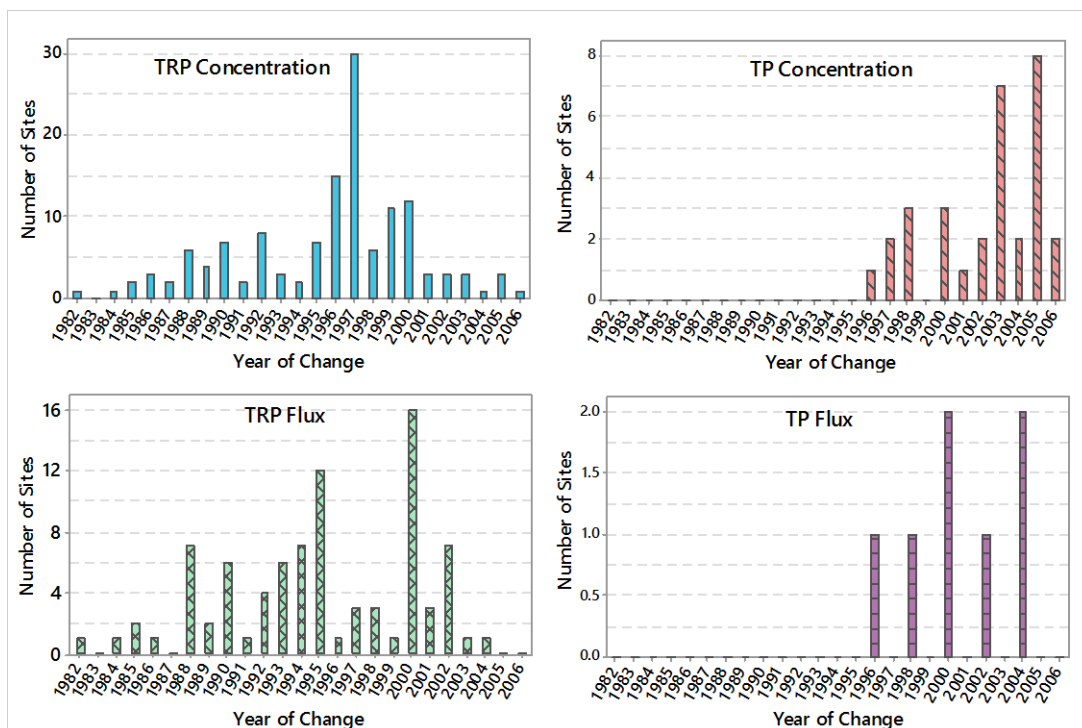 TRP Concentration
Number of Sites
30
20
10
0
1982 1983 1984 1985 1986 1987 1988 1989 1990 1991 1992 1993 1994 1995 1996 1997 1998 1999 2000 2001 2002 2003 2004 2005 2006
Year of Change
TP Concentration
Number of Sites
8
6
4
2
0
1982 1983 1984 1985 1986 1987 1988 1989 1990 1991 1992 1993 1994 1995 1996 1997 1998 1999 2000 2001 2002 2003 2004 2005 2006
Year of Change
TRP Flux
Number of Sites
16
12
8
4
0
1982 1983 1984 1985 1986 1987 1988 1989 1990 1991 1992 1993 1994 1995 1996 1997 1998 1999 2000 2001 2002 2003 2004 2005 2006
Year of Change
TP Flux
Number of Sites
2.0
1.5
1.0
0.5
0.0
1982 1983 1984 1985 1986 1987 1988 1989 1990 1991 1992 1993 1994 1995 1996 1997 1998 1999 2000 2001 2002 2003 2004 2005 2006
Year of Change